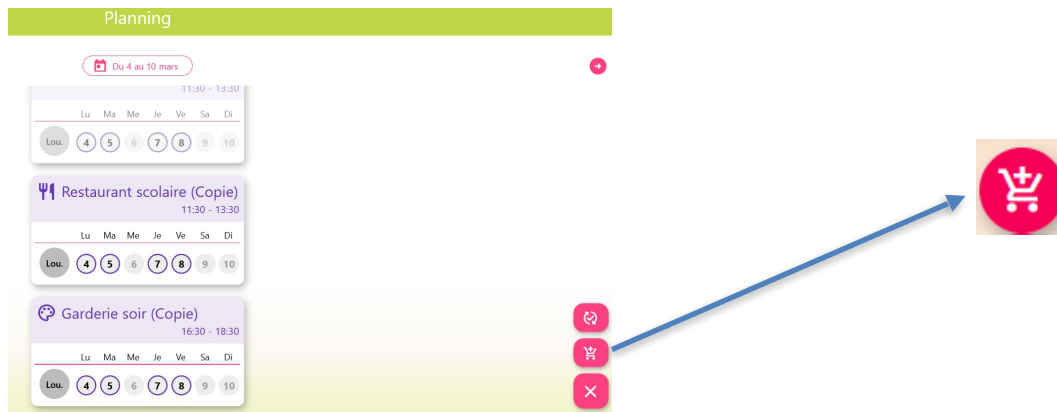 Planning
Du 4 au 10 mars
11:30 - 13:30
Lu Ma Me Je Ve Sa Di
Lou. 4 5 6 7 8 9 10
Restaurant scolaire (Copie)
11:30 - 13:30
Lu Ma Me Je Ve Sa Di
Lou. 4 5 6 7 8 9 10
Garderie soir (Copie)
16:30 - 18:30
Lu Ma Me Je Ve Sa Di
Lou. 4 5 6 7 8 9 10